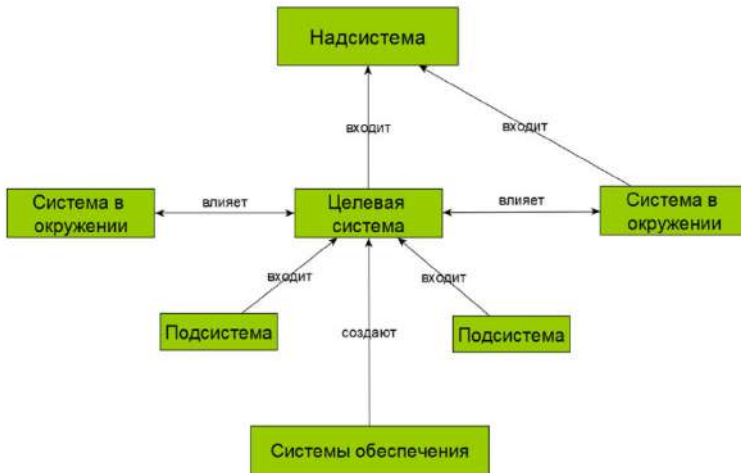 Надсистема
входит
входит
Система в
окружении
влияет
Целевая
система
влияет
Система в
окружении
входит
входит
Подсистема
создают
Подсистема
Системы обеспечения